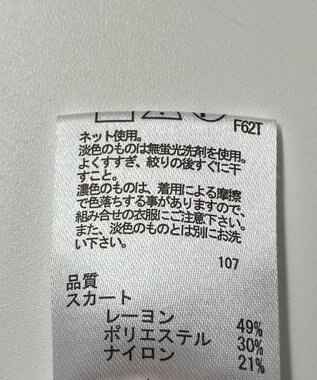 F62T
ネット使用。
淡色のものは無蛍光洗剤を使用。
よくすすぎ、絞りの後すぐに干
すこと。
濃色のものは、着用による摩擦
で色落ちする事がありますので、
組み合せの衣服にご注意下さい。
また、淡色のものとは別にお洗
い下さい。
107
品質
スカート
レーヨン 49%
ポリエステル 30%
ナイロン 21%